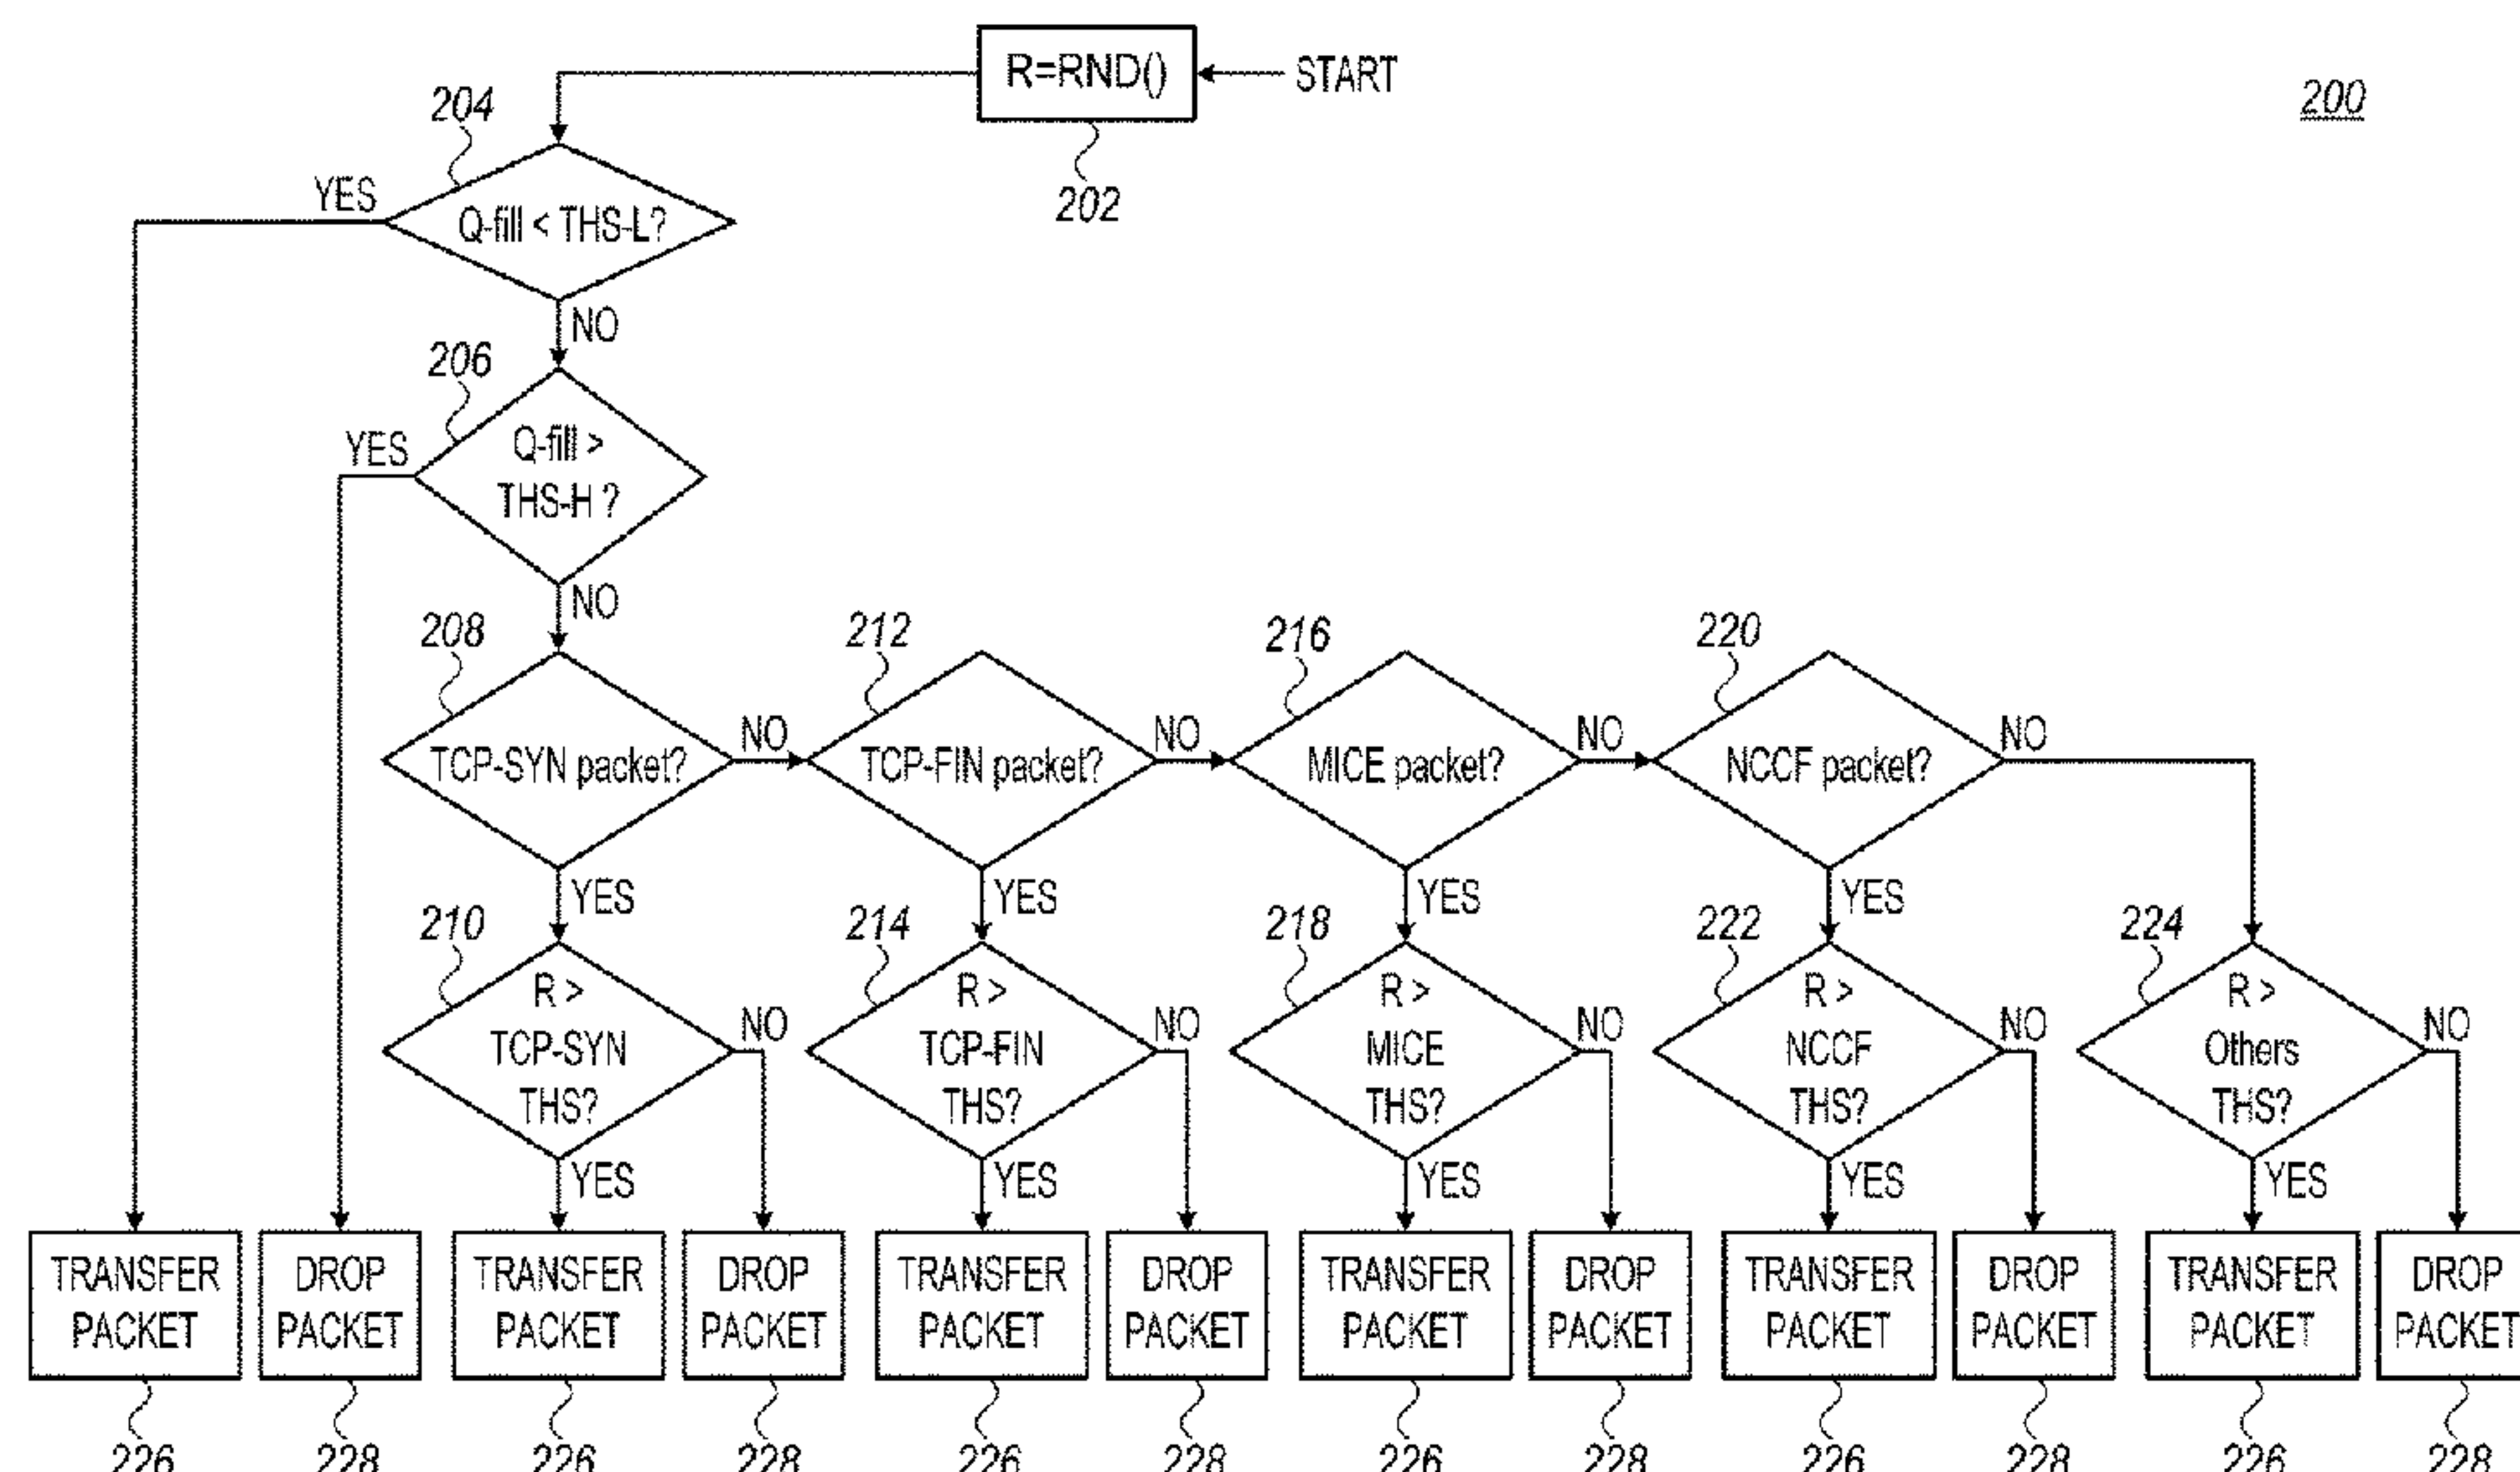 R=RND()
START
200
204
202
YES
Q-fill < THS-L?
NO
206
YES
Q-fill >
THS-H ?
NO
208
212
216
220
TCP-SYN packet?
NO
TCP-FIN packet?
NO
MICE packet?
NO
NCCF packet?
NO
YES
YES
YES
YES
210
214
218
222
224
R >
TCP-SYN
THS?
NO
R >
TCP-FIN
THS?
NO
R >
MICE
THS?
NO
R >
NCCF
THS?
NO
R >
Others
THS?
NO
YES
YES
YES
YES
YES
TRANSFER
PACKET
DROP
PACKET
TRANSFER
PACKET
DROP
PACKET
TRANSFER
PACKET
DROP
PACKET
TRANSFER
PACKET
DROP
PACKET
TRANSFER
PACKET
DROP
PACKET
TRANSFER
PACKET
DROP
PACKET
226
228
226
228
226
228
226
228
226
228
226
228